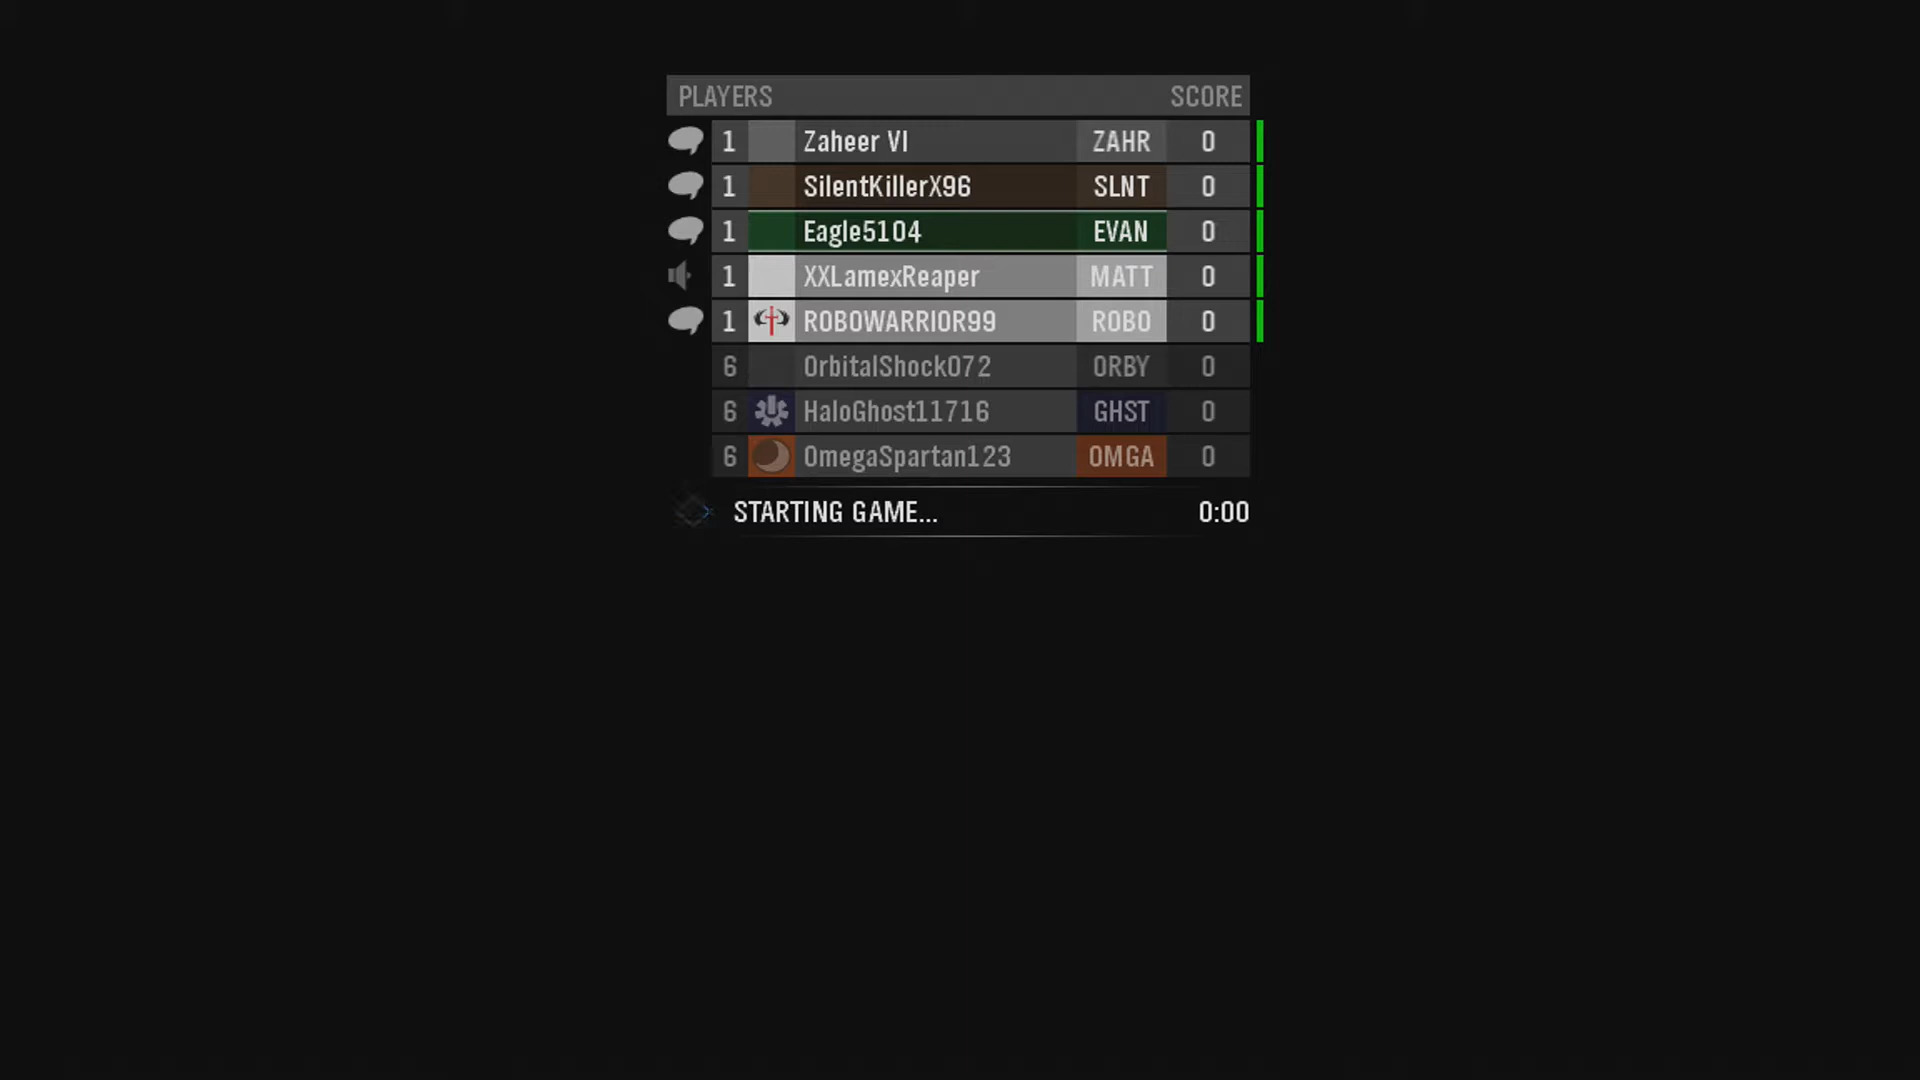 PLAYERS SCORE
1 Zaheer VI ZAHR 0
1 SilentKillerX96 SLNT 0
1 Eagle5104 EVAN 0
1 XXLamexReaper MATT 0
1 ROBOWARRIOR99 ROBO 0
6 OrbitalShock072 ORBY 0
6 HaloGhost11716 GHST 0
6 OmegaSpartan123 OMGA 0
STARTING GAME... 0:00